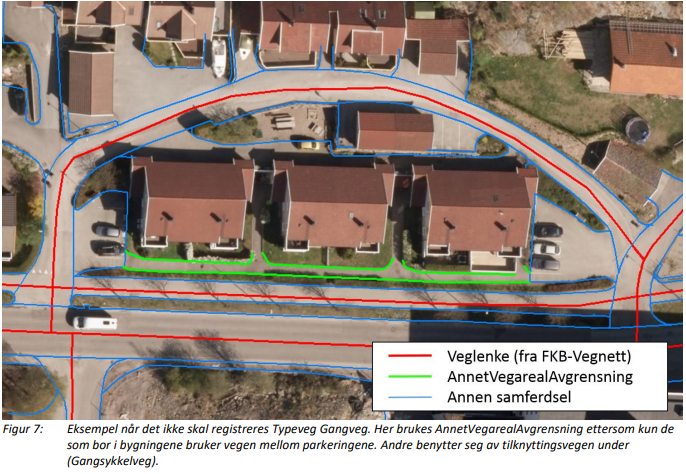 Veglenke (fra FKB-Vegnett)
AnnetVegarealAvgrensning
Annen samferdsel
Figur 7: Eksempel når det ikke skal registreres Typeveg Gangveg. Her brukes AnnetVegarealAvgrensning ettersom kun de
som bor i bygningene bruker vegen mellom parkeringene. Andre benytter seg av tilknyttingsvegen under
(Gangsykkelveg).